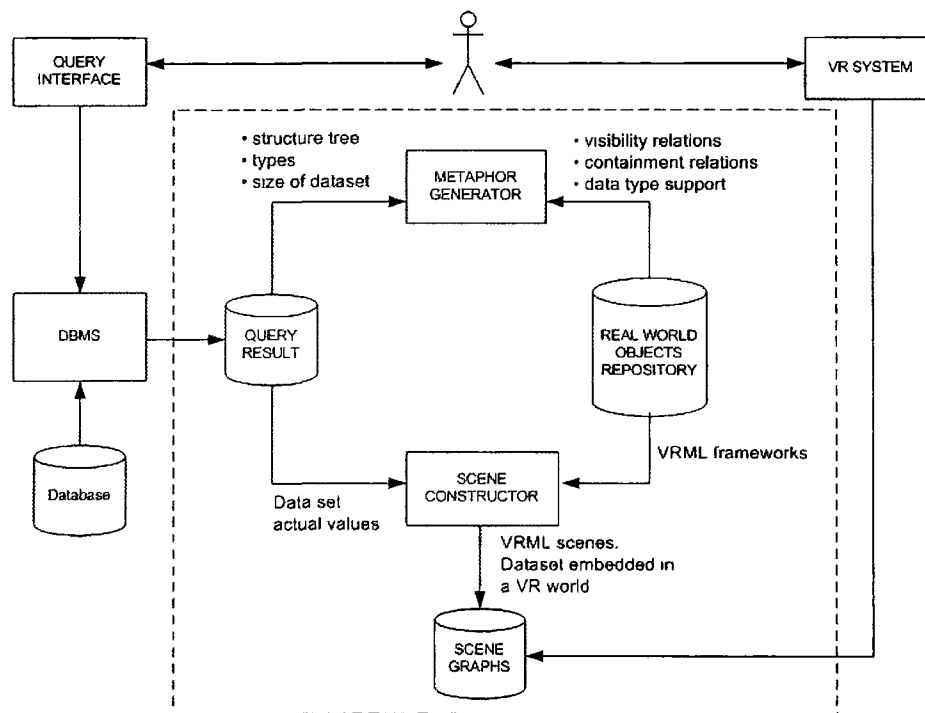 QUERY
INTERFACE
VR SYSTEM
• structure tree
• types
• size of dataset
METAPHOR
GENERATOR
• visibility relations
• containment relations
• data type support
DBMS
QUERY
RESULT
REAL WORLD
OBJECTS
REPOSITORY
Database
Data set
actual values
SCENE
CONSTRUCTOR
VRML frameworks
VRML scenes.
Dataset embedded in
a VR world
SCENE
GRAPHS